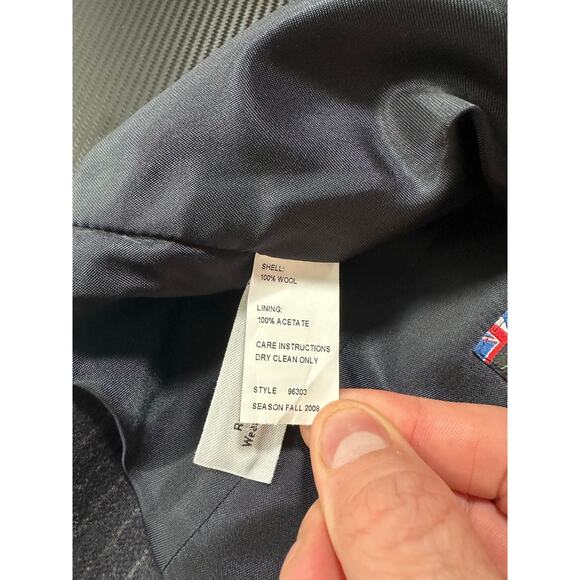 SHELL:
100% WOOL
LINING:
100% ACETATE
CARE INSTRUCTIONS
DRY CLEAN ONLY
STYLE 96303
SEASON FALL 2008